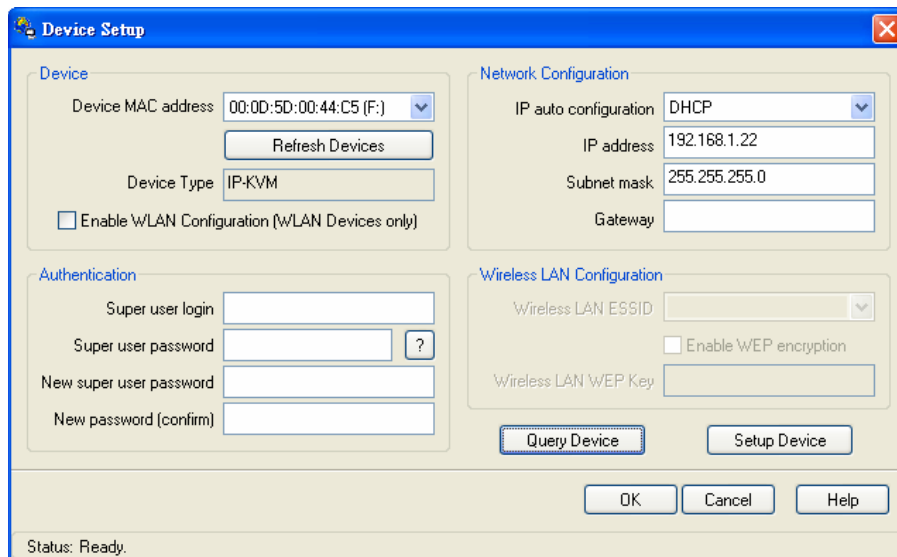 Device Setup
Device
Device MAC address 00:0D:5D:00:44:C5 (F:)
Refresh Devices
Device Type IP-KVM
Enable WLAN Configuration (WLAN Devices only)
Authentication
Super user login
Super user password ?
New super user password
New password (confirm)
Network Configuration
IP auto configuration DHCP
IP address 192.168.1.22
Subnet mask 255.255.255.0
Gateway
Wireless LAN Configuration
Wireless LAN ESSID
Enable WEP encryption
Wireless LAN WEP Key
Query Device Setup Device
OK Cancel Help
Status: Ready.